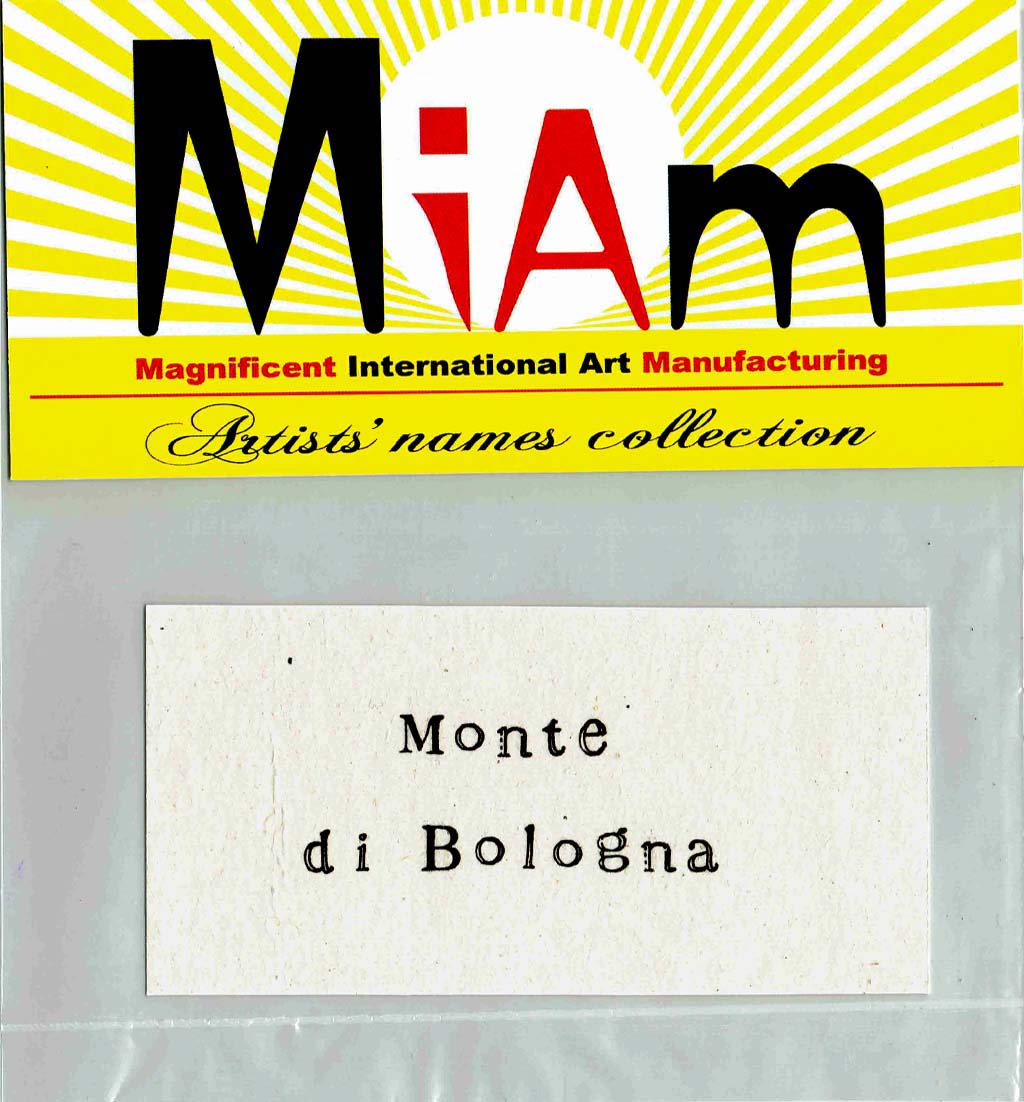 MiAm
Magnificent International Art Manufacturing
Artists' names collection
Monte
di Bologna